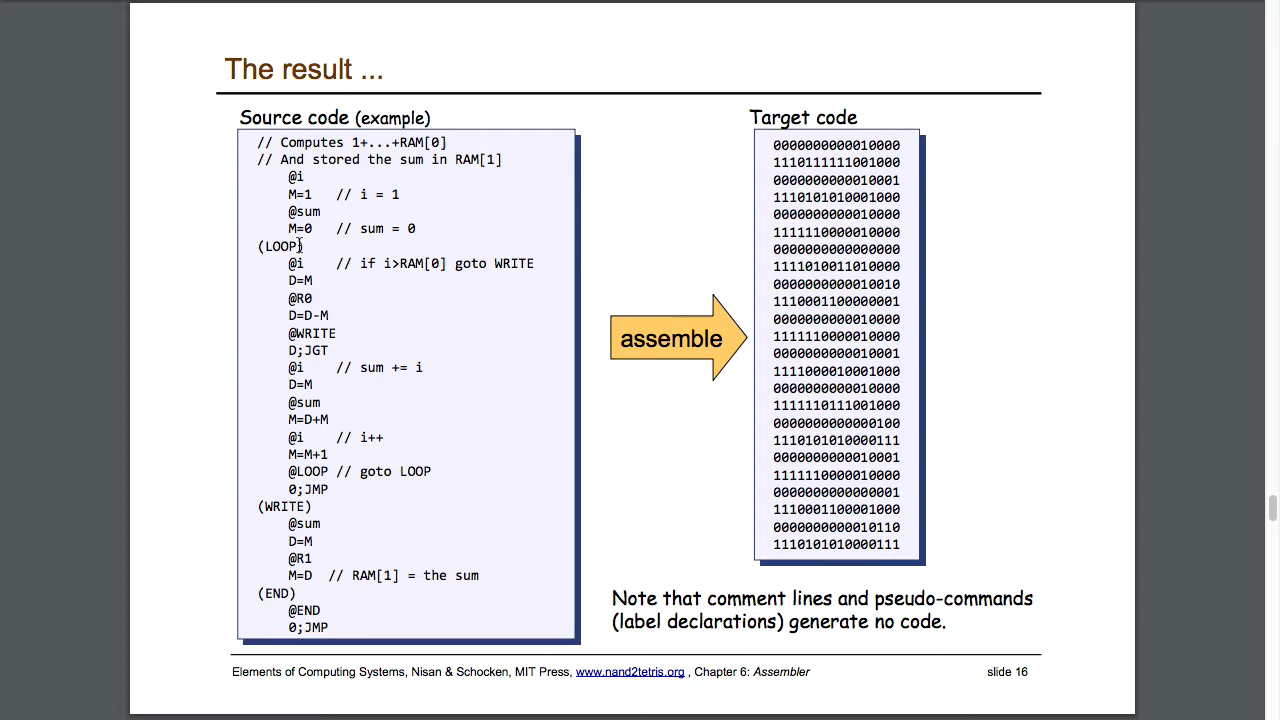 The result ...
Source code (example)
// Computes 1+...+RAM[0]
// And stored the sum in RAM[1]
@i
M=1 // i = 1
@sum
M=0 // sum = 0
(LOOP)
@i // if i>RAM[0] goto WRITE
D=M
@R0
D=D-M
@WRITE
D;JGT
@i // sum += i
D=M
@sum
M=D+M
@i // i++
M=M+1
@LOOP // goto LOOP
0;JMP
(WRITE)
@sum
D=M
@R1
M=D // RAM[1] = the sum
(END)
@END
0;JMP
assemble
Target code
0000000000010000
1110111111001000
0000000000010001
1110101010001000
0000000000010000
1111110000010000
0000000000000000
1111010011010000
0000000000010010
1110001100000001
0000000000010000
1111110000010000
0000000000010001
1111000010001000
0000000000010000
1111110111001000
0000000000000100
1110101010000111
0000000000010001
1111110000010000
0000000000000001
1110001100001000
0000000000010110
1110101010000111
Note that comment lines and pseudo-commands
(label declarations) generate no code.
Elements of Computing Systems, Nisan & Schocken, MIT Press, www.nand2tetris.org , Chapter 6: Assembler slide 16